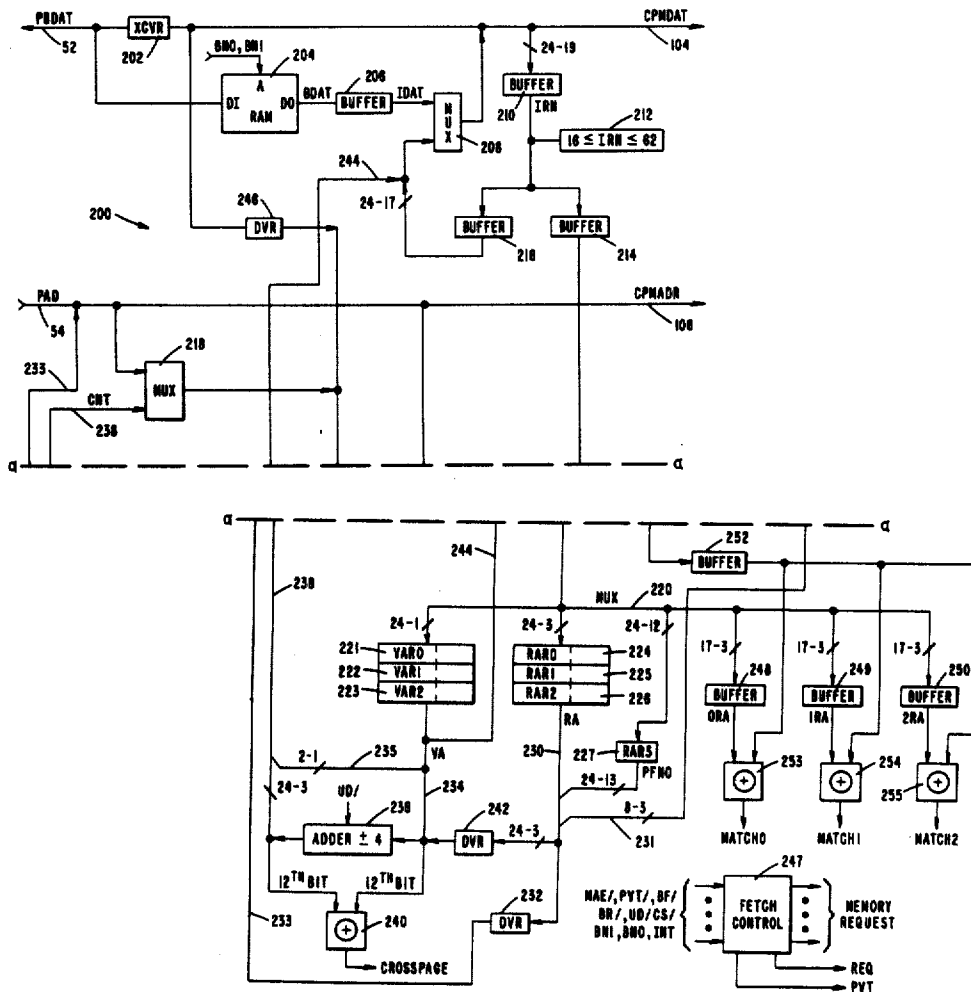 PBDAT
XCVR
CPMDAT
52
202
BNO, BN1
204
24-19
104
A
206
BUFFER
DI
DO
BDAT
BUFFER
IDAT
MUX
210
IRN
212
RAM
208
16 ≤ IRN ≤ 62
244
246
24-17
200
DVR
BUFFER
BUFFER
218
214
PAD
CPMADR
54
218
108
233
MUX
CNT
236
a
a
a
a
252
244
BUFFER
238
MUX
220
24-1
24-3
24-12
17-3
17-3
17-3
221
VAR0
RAR0
224
222
VAR1
RAR1
225
248
249
250
223
VAR2
RAR2
226
BUFFER
BUFFER
BUFFER
RA
0RA
1RA
2RA
227
RARS
VA
230
PFNO
2-1
235
24-13
253
254
255
24-3
UD/
234
242
8-3
231
ADDER ± 4
238
DVR
24-3
MATCH0
MATCH1
MATCH2
12TH BIT
12TH BIT
232
247
233
240
DVR
MAE/, PVT/, BF/
BR/, UD/CS/
BN1, BNO, INT
FETCH
CONTROL
MEMORY
REQUEST
CROSSPAGE
REQ
PVT